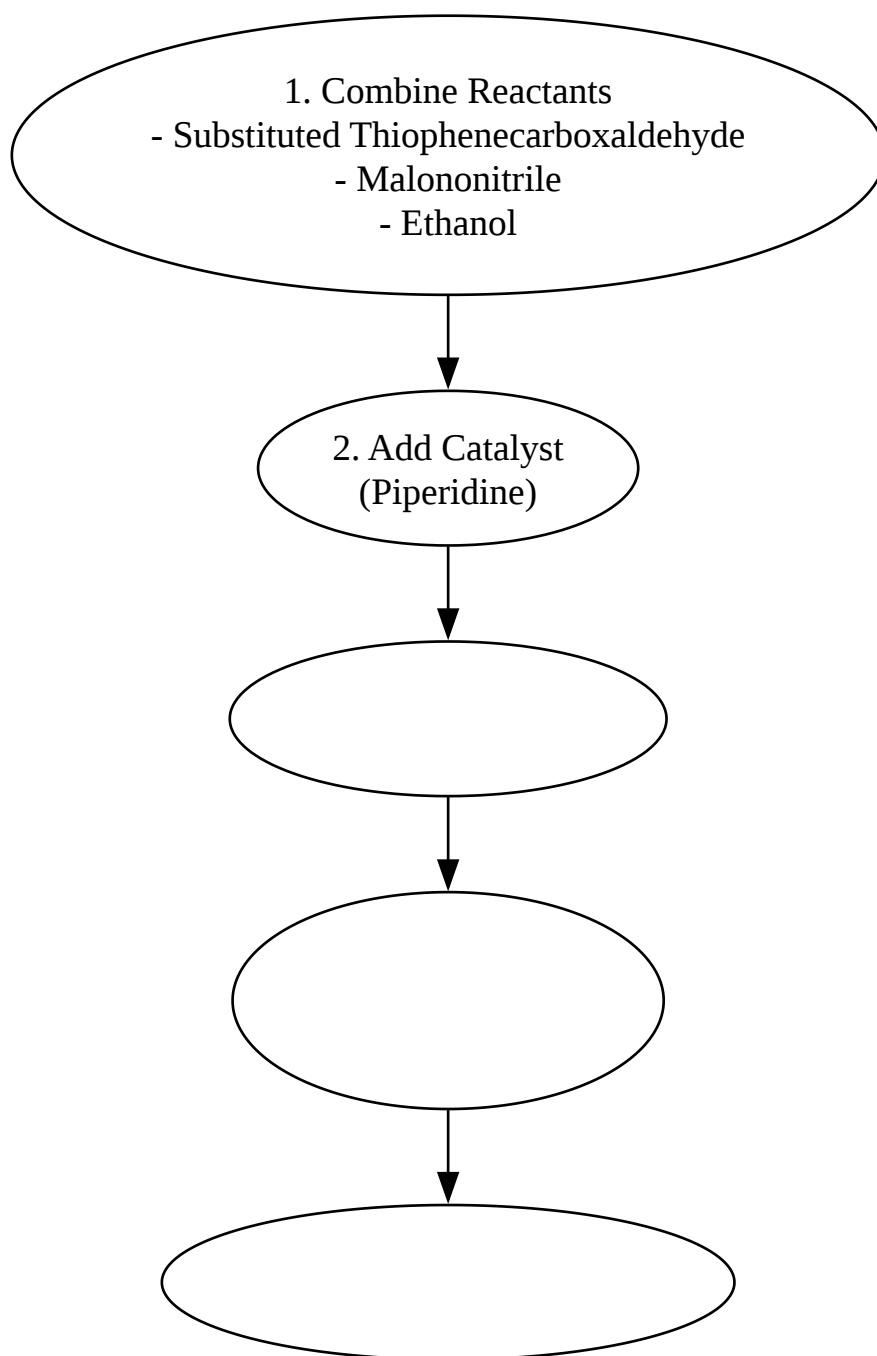 1. Combine Reactants
- Substituted Thiophenecarboxaldehyde
- Malononitrile
- Ethanol
2. Add Catalyst
(Piperidine)